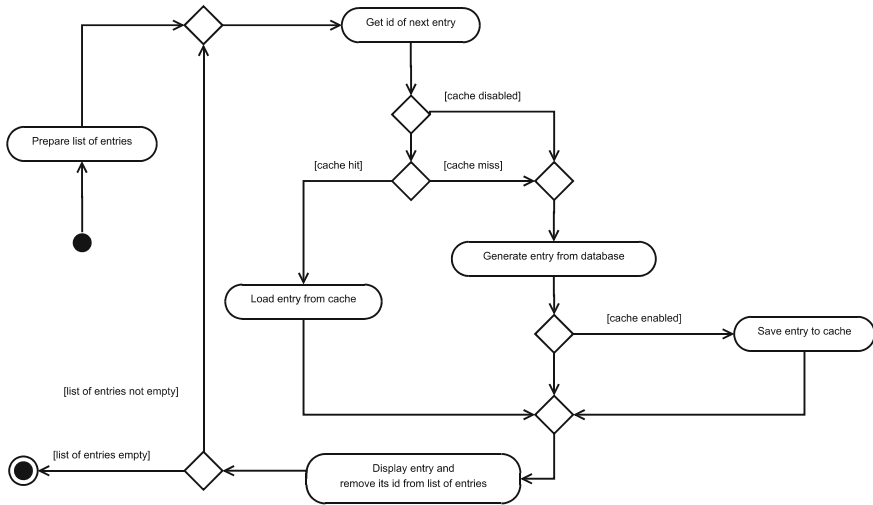 Get id of next entry
[cache disabled]
Prepare list of entries
[cache hit]
[cache miss]
Generate entry from database
Load entry from cache
[cache enabled]
Save entry to cache
[list of entries not empty]
[list of entries empty]
Display entry and
remove its id from list of entries